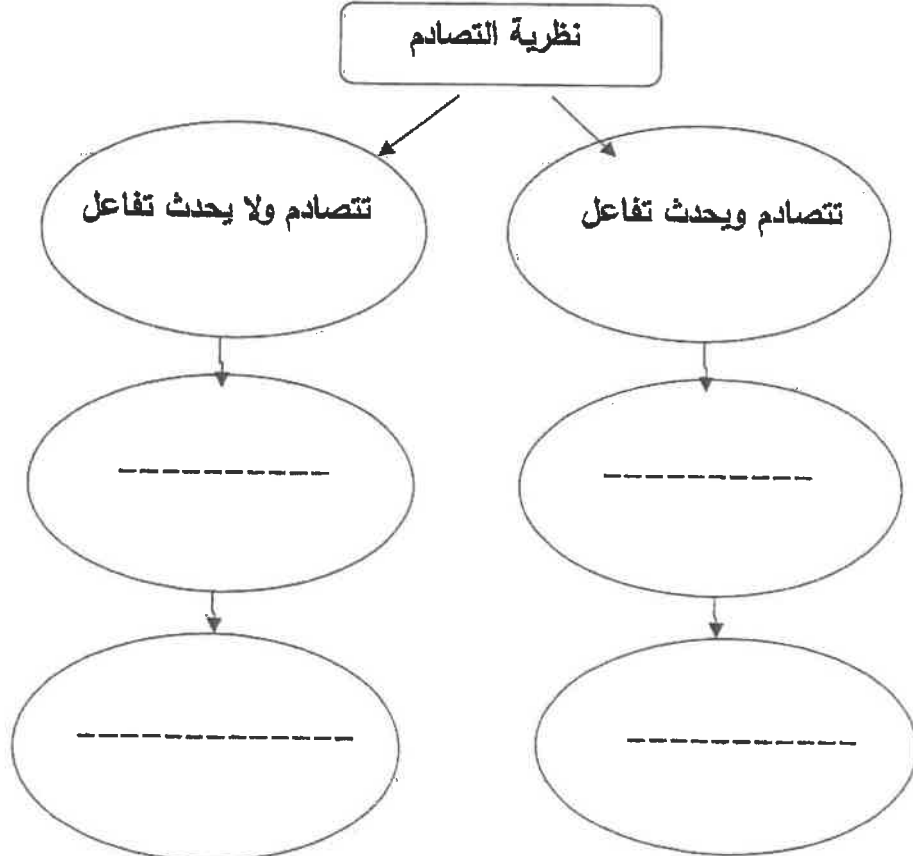 نظرية التصادم
تتصادم ويحدث تفاعل
تتصادم ولا يحدث تفاعل
----------
----------
-------------
-----------